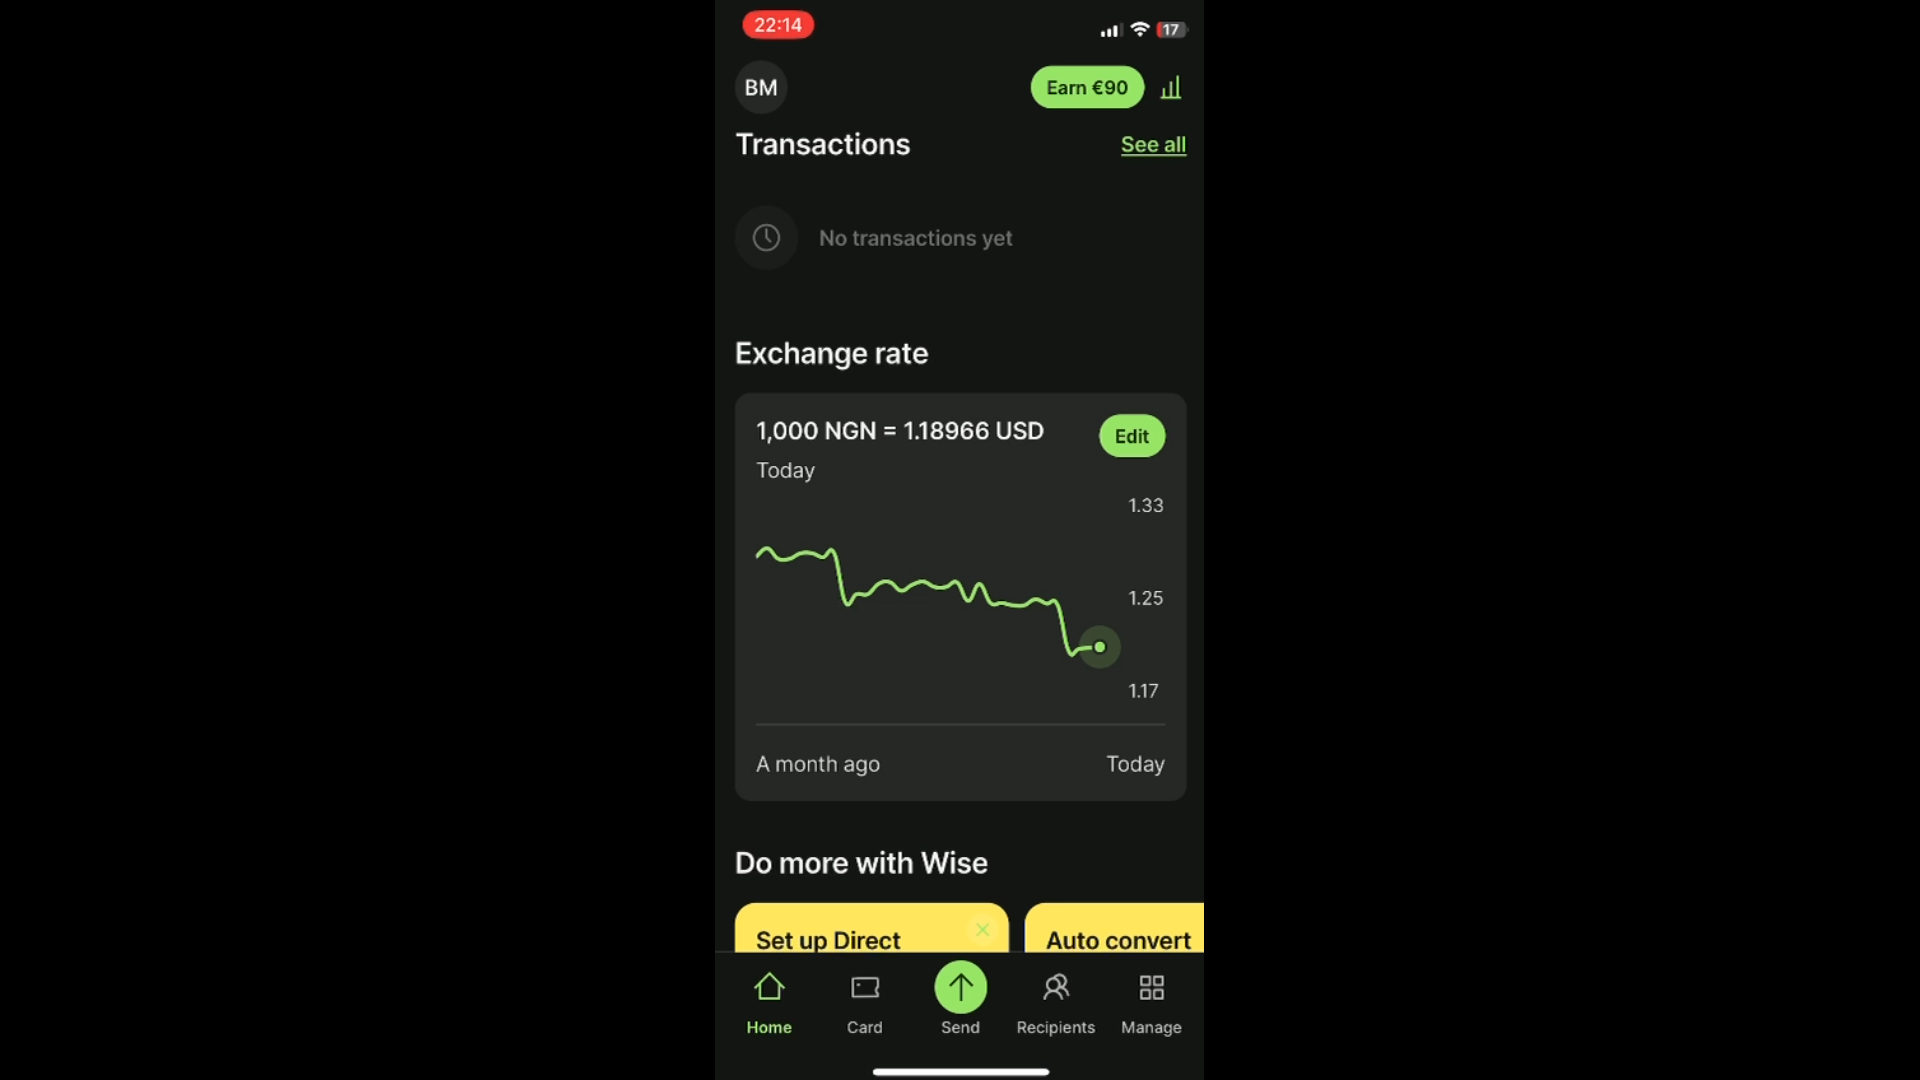 22:14
17
BM
Earn €90
Transactions
See all
No transactions yet
Exchange rate
1,000 NGN = 1.18966 USD
Edit
Today
1.33
1.25
1.17
A month ago
Today
Do more with Wise
Set up Direct
Auto convert
Home
Card
Send
Recipients
Manage